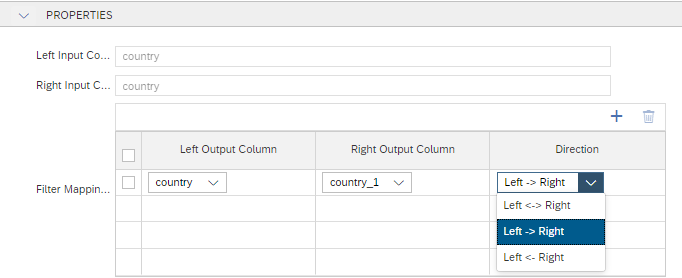 PROPERTIES
Left Input Co... country
Right Input C... country
Left Output Column Right Output Column Direction
Filter Mappin... country country_1 Left -> Right
Left <-> Right
Left -> Right
Left <- Right